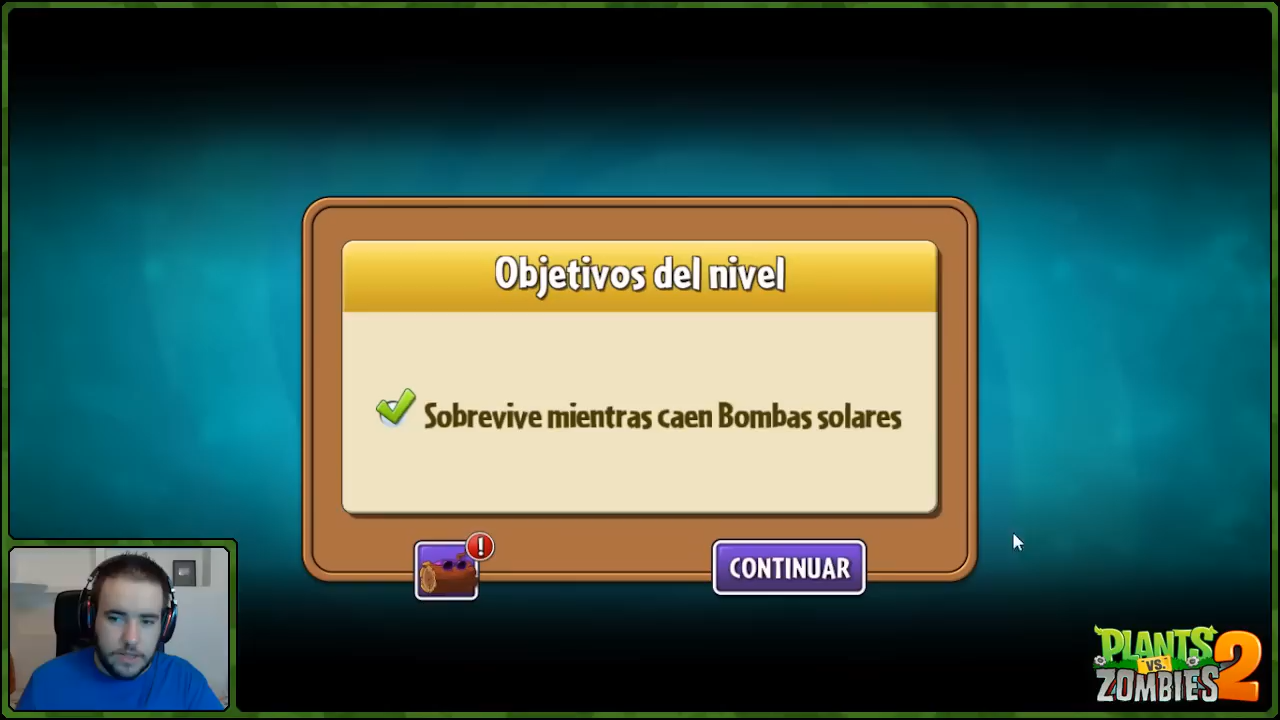 Objetivos del nivel
Sobrevive mientras caen Bombas solares
!
CONTINUAR
PLANTS
VS.
ZOMBIES 2